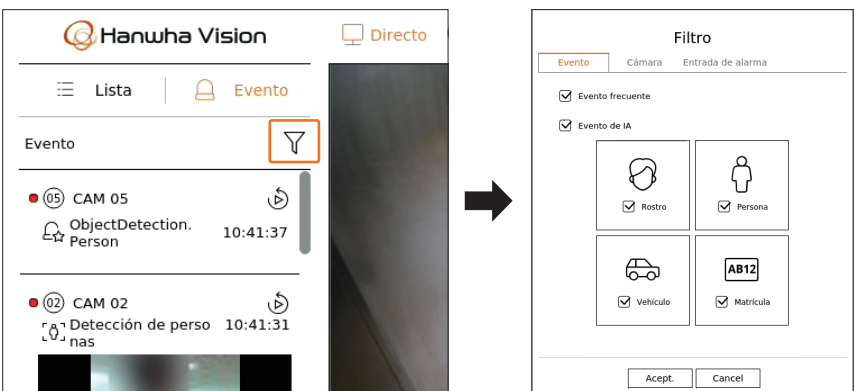 Hanwha Vision
Directo
Lista
Evento
Evento
05 CAM 05
ObjectDetection.
Person
10:41:37
02 CAM 02
Detección de perso
nas
10:41:31
Filtro
Evento
Cámara
Entrada de alarma
Evento frecuente
Evento de IA
Rostro
Persona
AB12
Vehículo
Matrícula
Acept.
Cancel